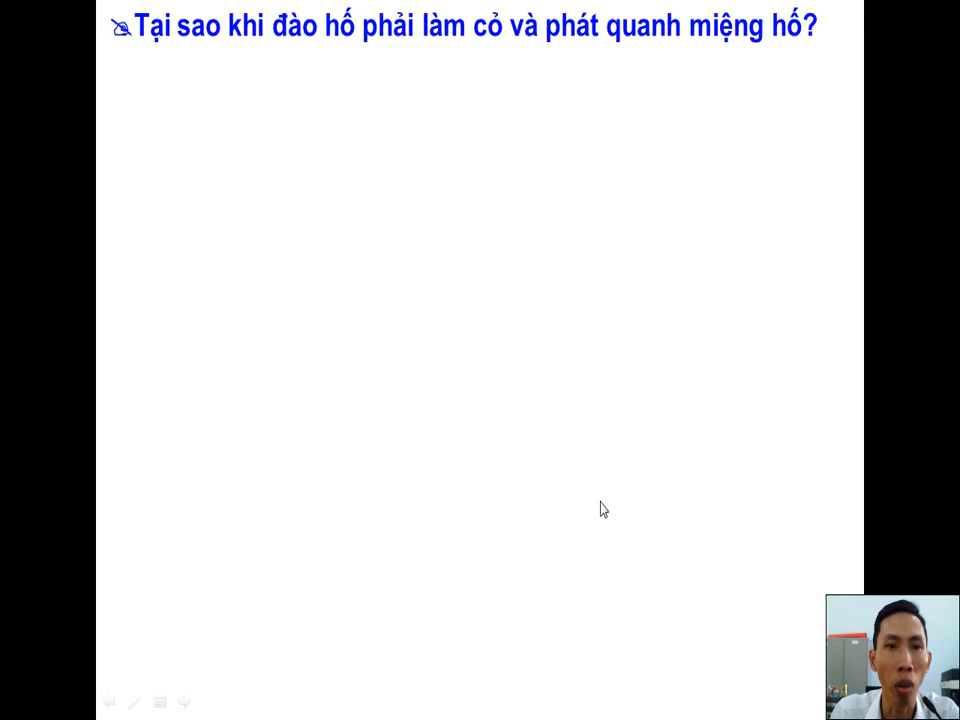 Tại sao khi đào hố phải làm cỏ và phát quanh miệng hố?